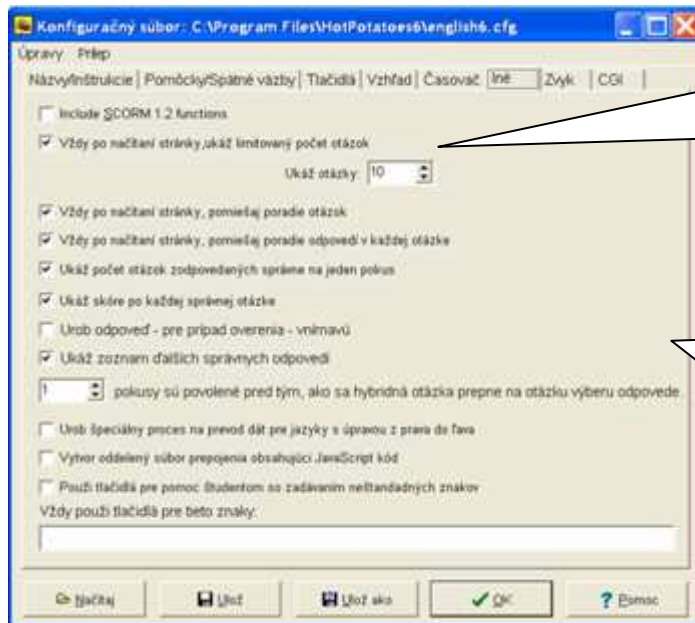 Konfiguračný súbor: C:\Program Files\HotPotatoes6\english6.cfg
Úpravy Prilep
Názvy/Inštrukcie Pomôcky/Spätné väzby Tlačidlá Vzhľad Časovač Iné Zvyk CGI
Include SCORM 1.2 functions
Vždy po načítaní stránky,ukáž limitovaný počet otázok
Ukáž otázky: 10
Vždy po načítaní stránky, pomiešaj poradie otázok
Vždy po načítaní stránky, pomiešaj poradie odpovedí v každej otázke
Ukáž počet otázok zodpovedaných správne na jeden pokus
Ukáž skóre po každej správnej otázke
Urob odpoveď - pre prípad overenia - vnímavú
Ukáž zoznam ďalších správnych odpovedí
1 pokusy sú povolené pred tým, ako sa hybridná otázka prepne na otázku výberu odpovede
Urob špeciálny proces na prevod dát pre jazyky s úpravou z prava do ľava
Vytvor oddelený súbor prepojenia obsahujúci JavaScript kód
Použi tlačidlá pre pomoc študentom so zadávaním neštandadných znakov
Vždy použi tlačidlá pre tieto znaky:
Načítaj Ulož Ulož ako OK Pomoc